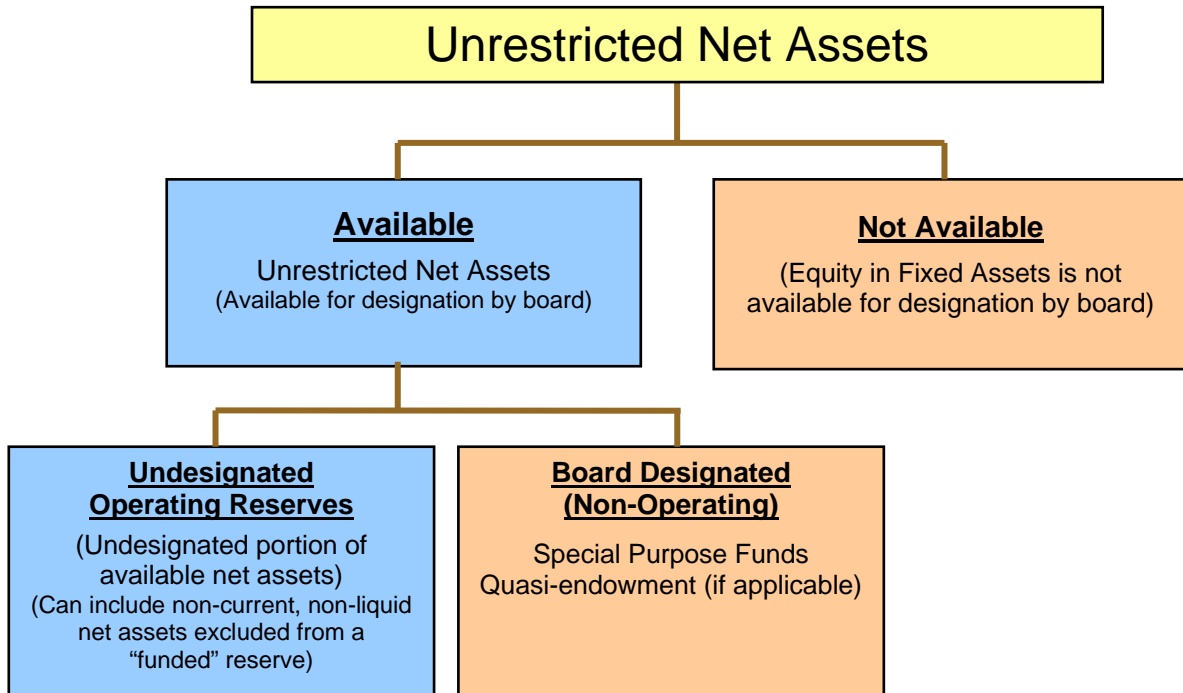 Unrestricted Net Assets
Available
Unrestricted Net Assets
(Available for designation by board)
Not Available
(Equity in Fixed Assets is not
available for designation by board)
Undesignated
Operating Reserves
(Undesignated portion of
available net assets)
(Can include non-current, non-liquid
net assets excluded from a
“funded” reserve)
Board Designated
(Non-Operating)
Special Purpose Funds
Quasi-endowment (if applicable)